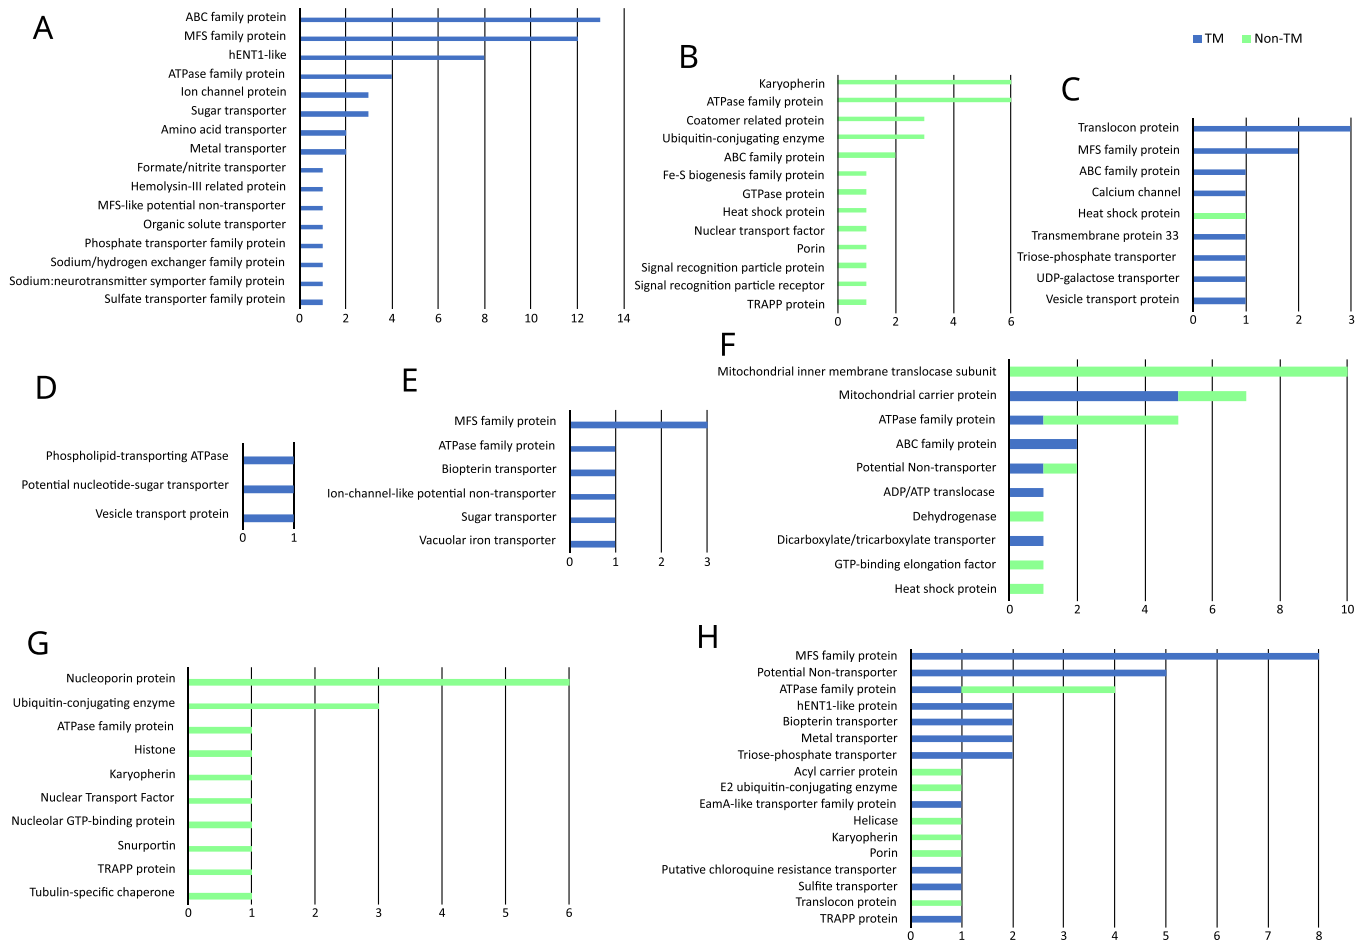 A
ABC family protein
MFS family protein
hENT1-like
ATPase family protein
Ion channel protein
Sugar transporter
Amino acid transporter
Metal transporter
Formate/nitrite transporter
Hemolysin-III related protein
MFS-like potential non-transporter
Organic solute transporter
Phosphate transporter family protein
Sodium/hydrogen exchanger family protein
Sodium:neurotransmitter symporter family protein
Sulfate transporter family protein
0 2 4 6 8 10 12 14
B
Karyopherin
ATPase family protein
Coatomer related protein
Ubiquitin-conjugating enzyme
ABC family protein
Fe-S biogenesis family protein
GTPase protein
Heat shock protein
Nuclear transport factor
Porin
Signal recognition particle protein
Signal recognition particle receptor
TRAPP protein
0 2 4 6
TM Non-TM
C
Translocon protein
MFS family protein
ABC family protein
Calcium channel
Heat shock protein
Transmembrane protein 33
Triose-phosphate transporter
UDP-galactose transporter
Vesicle transport protein
0 1 2 3
D
Phospholipid-transporting ATPase
Potential nucleotide-sugar transporter
Vesicle transport protein
0 1
E
MFS family protein
ATPase family protein
Biopterin transporter
Ion-channel-like potential non-transporter
Sugar transporter
Vacuolar iron transporter
0 1 2 3
F
Mitochondrial inner membrane translocase subunit
Mitochondrial carrier protein
ATPase family protein
ABC family protein
Potential Non-transporter
ADP/ATP translocase
Dehydrogenase
Dicarboxylate/tricarboxylate transporter
GTP-binding elongation factor
Heat shock protein
0 2 4 6 8 10
G
Nucleoporin protein
Ubiquitin-conjugating enzyme
ATPase family protein
Histone
Karyopherin
Nuclear Transport Factor
Nucleolar GTP-binding protein
Snurportin
TRAPP protein
Tubulin-specific chaperone
0 1 2 3 4 5 6
H
MFS family protein
Potential Non-transporter
ATPase family protein
hENT1-like protein
Biopterin transporter
Metal transporter
Triose-phosphate transporter
Acyl carrier protein
E2 ubiquitin-conjugating enzyme
EamA-like transporter family protein
Helicase
Karyopherin
Porin
Putative chloroquine resistance transporter
Sulfite transporter
Translocon protein
TRAPP protein
0 1 2 3 4 5 6 7 8